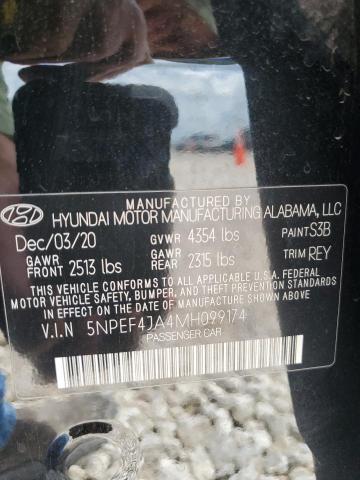 MANUFACTURED BY
HYUNDAI MOTOR MANUFACTURING ALABAMA, LLC
Dec/03/20 GVWR 4354 lbs PAINT S3B
GAWR FRONT 2513 lbs GAWR REAR 2315 lbs TRIM REY
THIS VEHICLE CONFORMS TO ALL APPLICABLE FEDERAL
MOTOR VEHICLE SAFETY, BUMPER, AND THEFT PREVENTION
STANDARDS IN EFFECT ON THE DATE OF MANUFACTURE
SHOWN ABOVE.
V.I.N 5NPEF4JA4MH099174
PASSENGER CAR